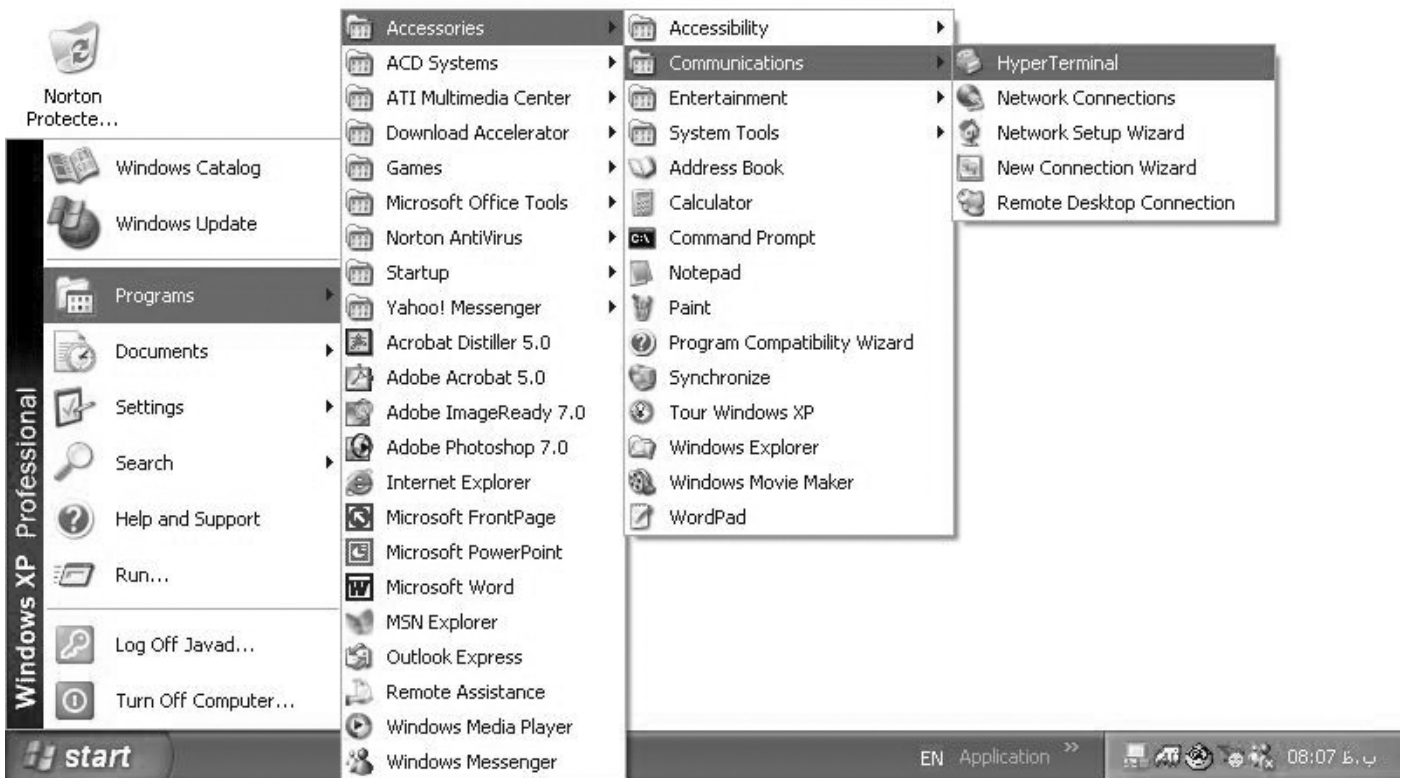 Norton
Protecte...
Windows Catalog
Windows Update
Programs
Documents
Settings
Search
Help and Support
Run...
Log Off Javad...
Turn Off Computer...
Windows XP Professional
Accessories
ACD Systems
ATI Multimedia Center
Download Accelerator
Games
Microsoft Office Tools
Norton AntiVirus
Startup
Yahoo! Messenger
Acrobat Distiller 5.0
Adobe Acrobat 5.0
Adobe ImageReady 7.0
Adobe Photoshop 7.0
Internet Explorer
Microsoft FrontPage
Microsoft PowerPoint
Microsoft Word
MSN Explorer
Outlook Express
Remote Assistance
Windows Media Player
Windows Messenger
Accessibility
Communications
Entertainment
System Tools
Address Book
Calculator
Command Prompt
Notepad
Paint
Program Compatibility Wizard
Synchronize
Tour Windows XP
Windows Explorer
Windows Movie Maker
WordPad
HyperTerminal
Network Connections
Network Setup Wizard
New Connection Wizard
Remote Desktop Connection
start
EN Application »
08:07 ب.ظ